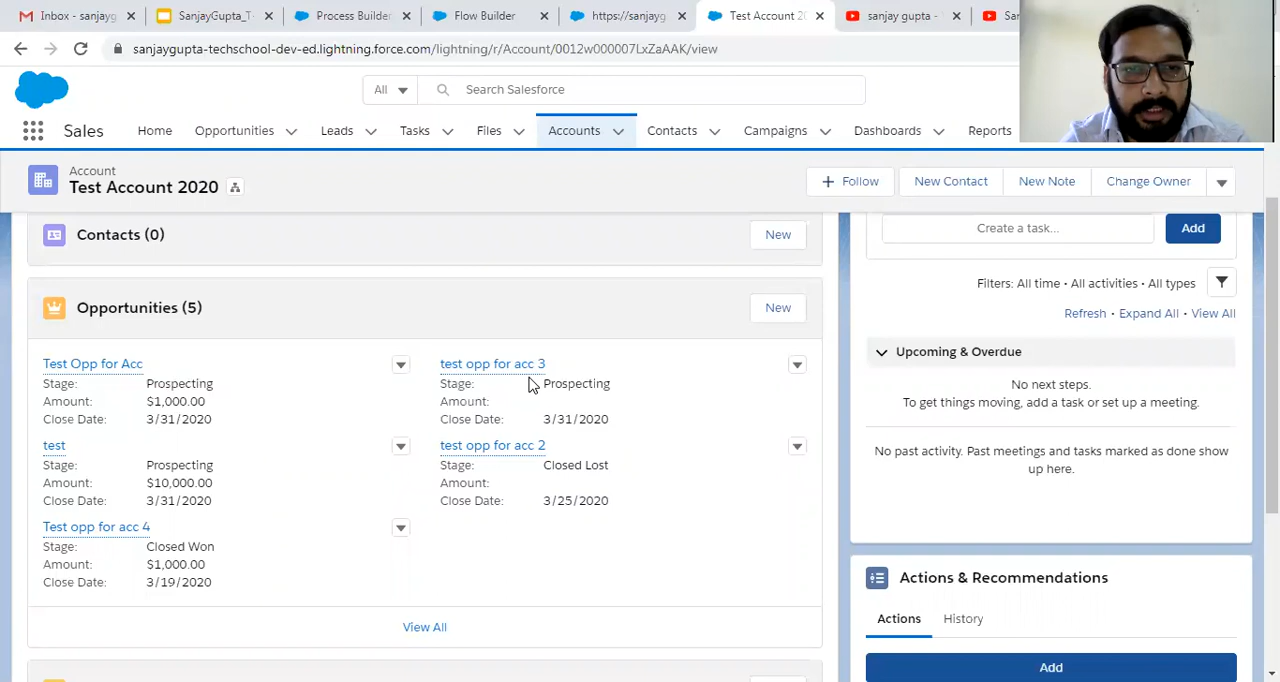 Inbox - sanjayg
SanjayGupta_T-
Process Builder
Flow Builder
https://sanjayg.
Test Account 20
sanjay gupta -
San
sanjaygupta-techschool-dev-ed.lightning.force.com/lightning/r/Account/0012w000007LxZaAAK/view
All
Search Salesforce
Sales
Home
Opportunities
Leads
Tasks
Files
Accounts
Contacts
Campaigns
Dashboards
Reports
Account
Test Account 2020
Follow
New Contact
New Note
Change Owner
Contacts (0)
New
Create a task...
Add
Filters: All time • All activities • All types
Refresh • Expand All • View All
Opportunities (5)
New
Upcoming & Overdue
No next steps.
To get things moving, add a task or set up a meeting.
No past activity. Past meetings and tasks marked as done show
up here.
Test Opp for Acc
Stage: Prospecting
Amount: $1,000.00
Close Date: 3/31/2020
test opp for acc 3
Stage: Prospecting
Amount:
Close Date: 3/31/2020
test
Stage: Prospecting
Amount: $10,000.00
Close Date: 3/31/2020
test opp for acc 2
Stage: Closed Lost
Amount:
Close Date: 3/25/2020
Test opp for acc 4
Stage: Closed Won
Amount: $1,000.00
Close Date: 3/19/2020
View All
Actions & Recommendations
Actions
History
Add